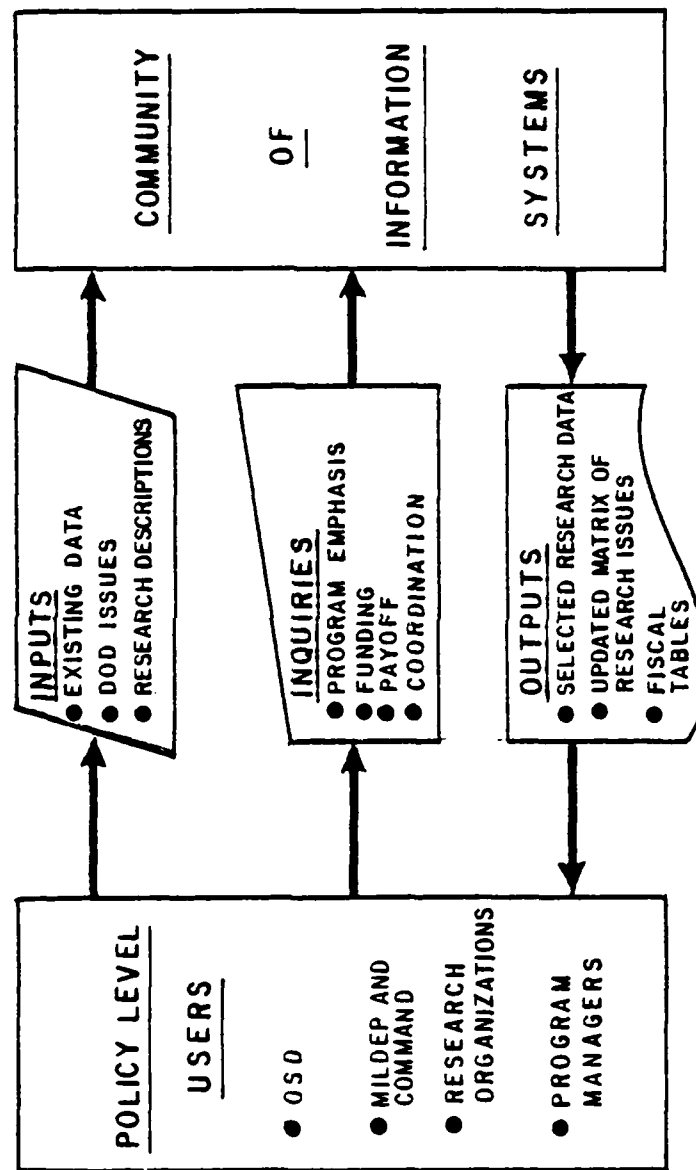 POLICY LEVEL
USERS
● OSD
● MILDEP AND
COMMAND
● RESEARCH
ORGANIZATIONS
● PROGRAM
MANAGERS
INPUTS
● EXISTING DATA
● DOD ISSUES
● RESEARCH DESCRIPTIONS
INQUIRIES
● PROGRAM EMPHASIS
● FUNDING
● PAYOFF
● COORDINATION
OUTPUTS
● SELECTED RESEARCH DATA
● UPDATED MATRIX OF
RESEARCH ISSUES
● FISCAL
TABLES
COMMUNITY
OF
INFORMATION
SYSTEMS